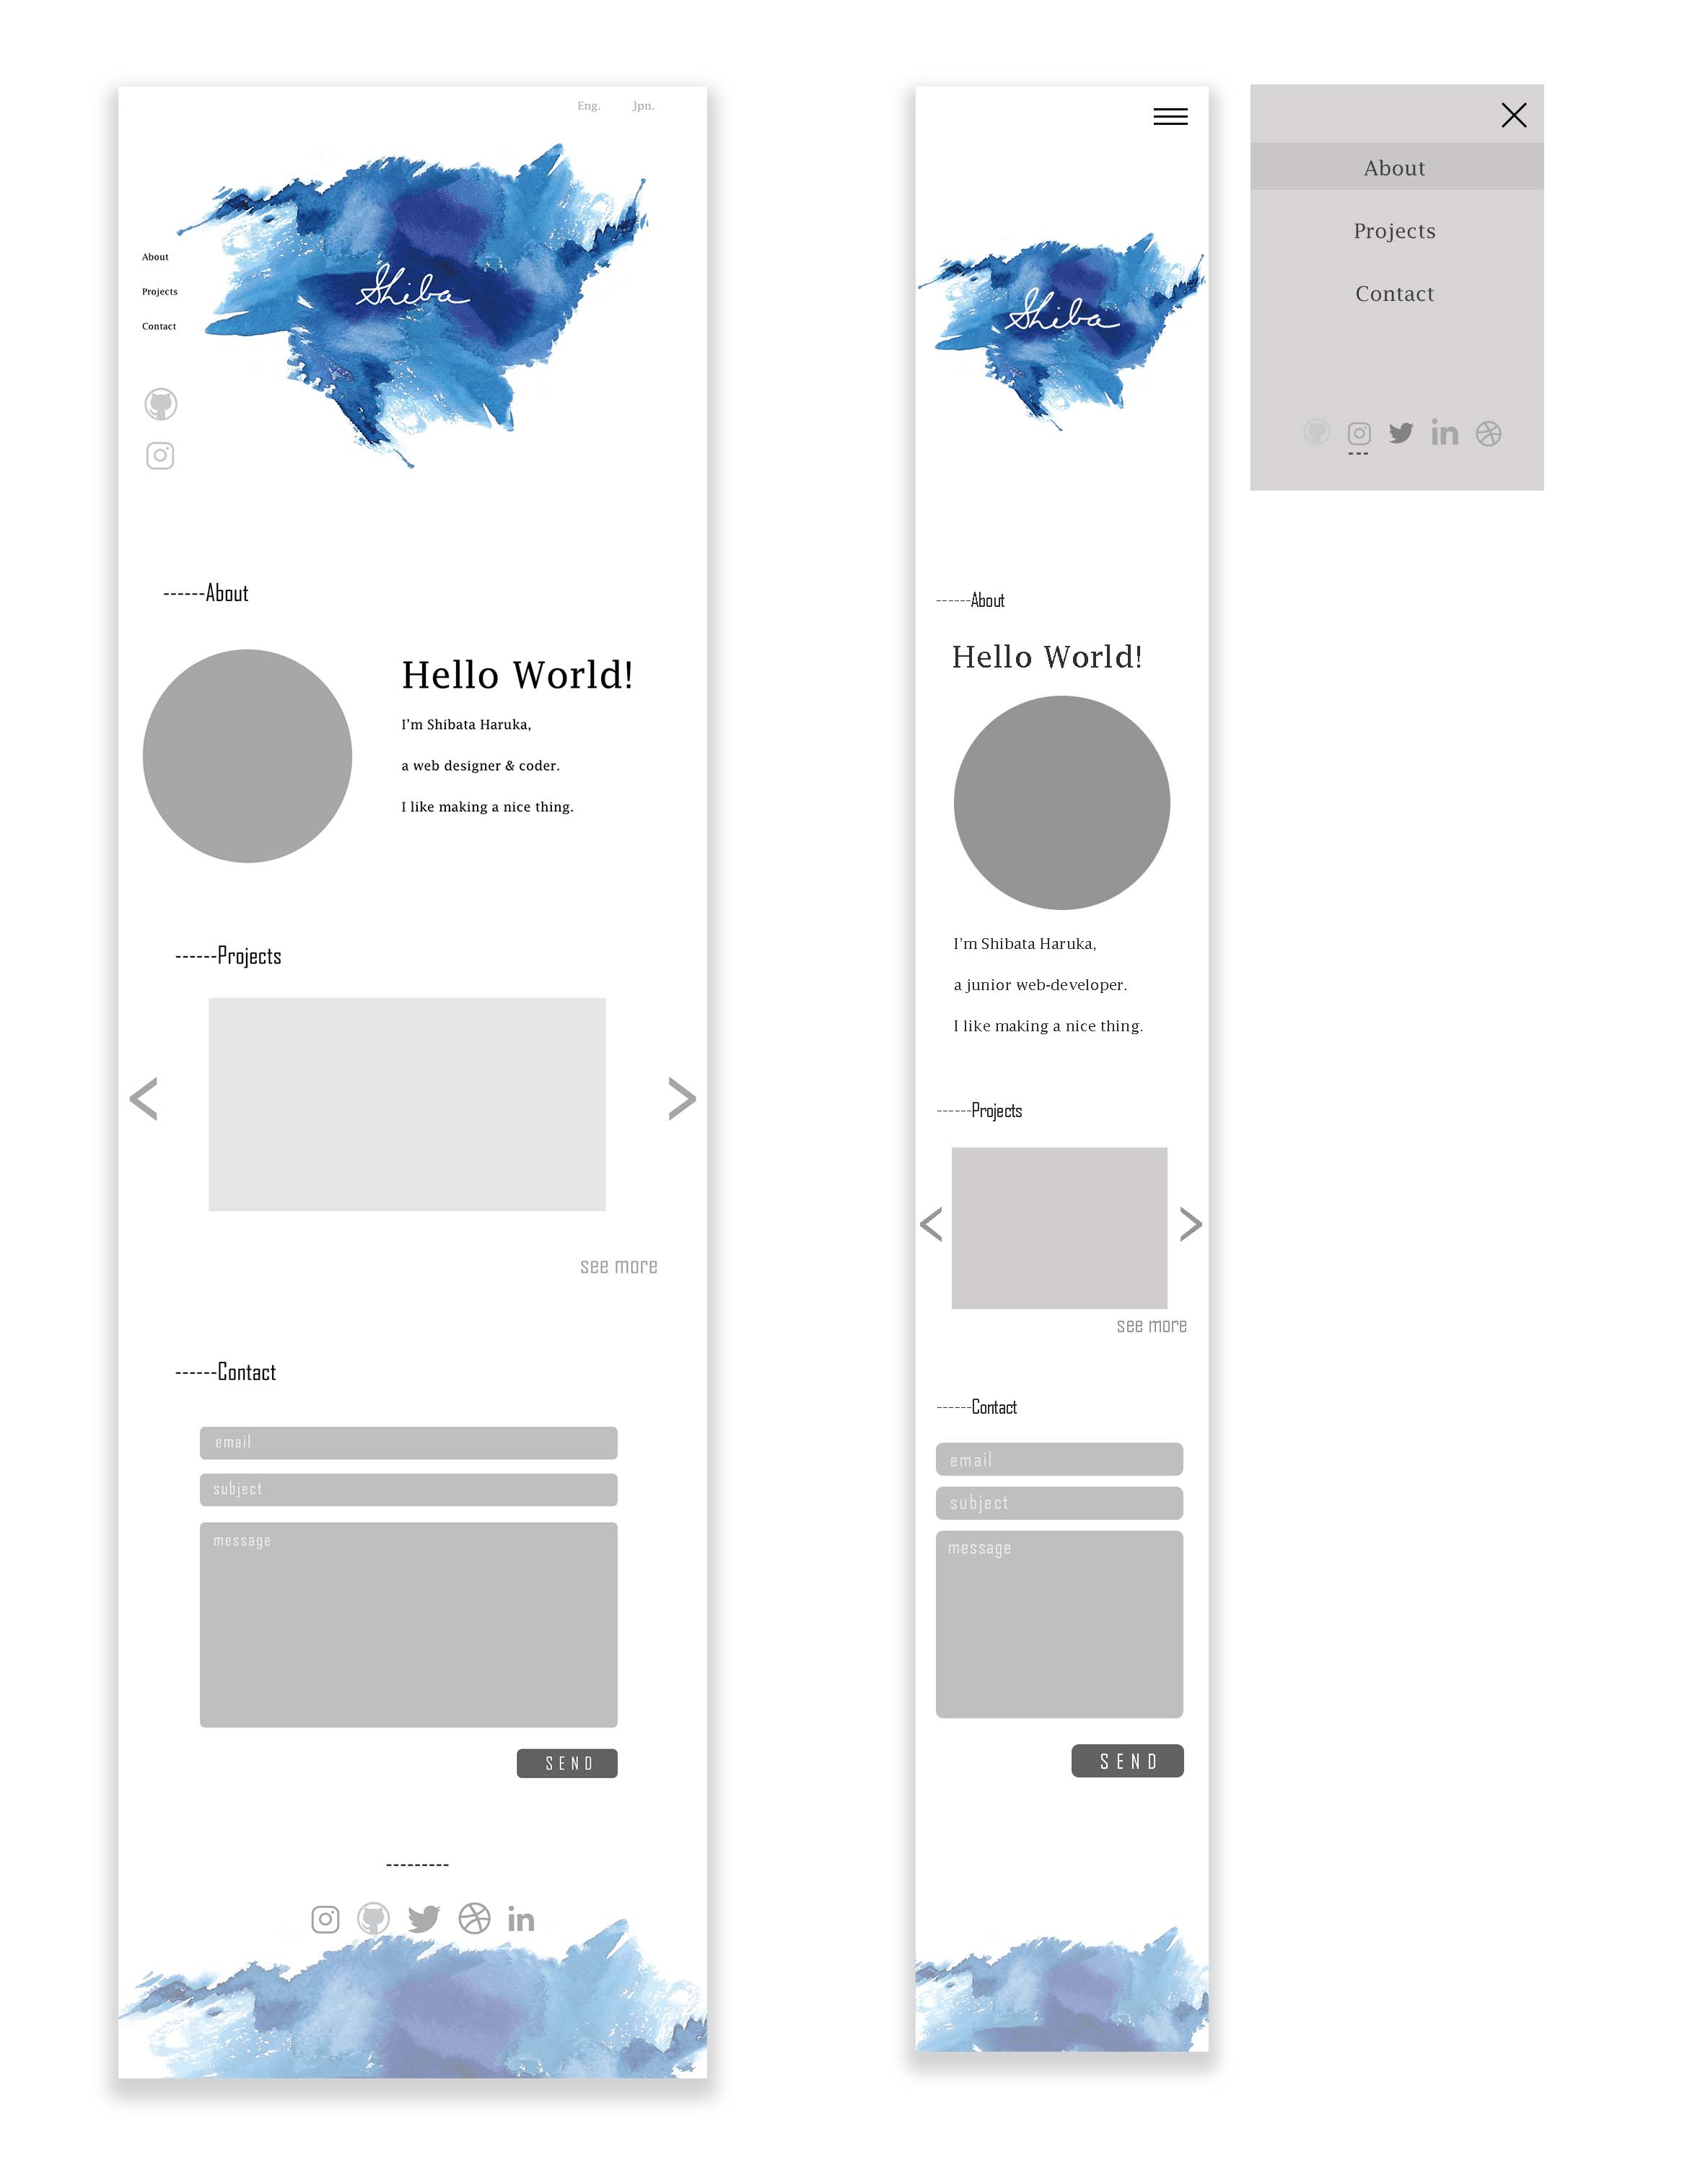 Eng. Jpn.
About
Projects
Contact
Shiba
------About
Hello World!
I'm Shibata Haruka,
a web designer & coder.
I like making a nice thing.
------Projects
< >
see more
------Contact
email
subject
message
SEND
---------
in
Shiba
------About
Hello World!
I'm Shibata Haruka,
a junior web-developer.
I like making a nice thing.
------Projects
< >
see more
------Contact
email
subject
message
SEND
About
Projects
Contact
in
---